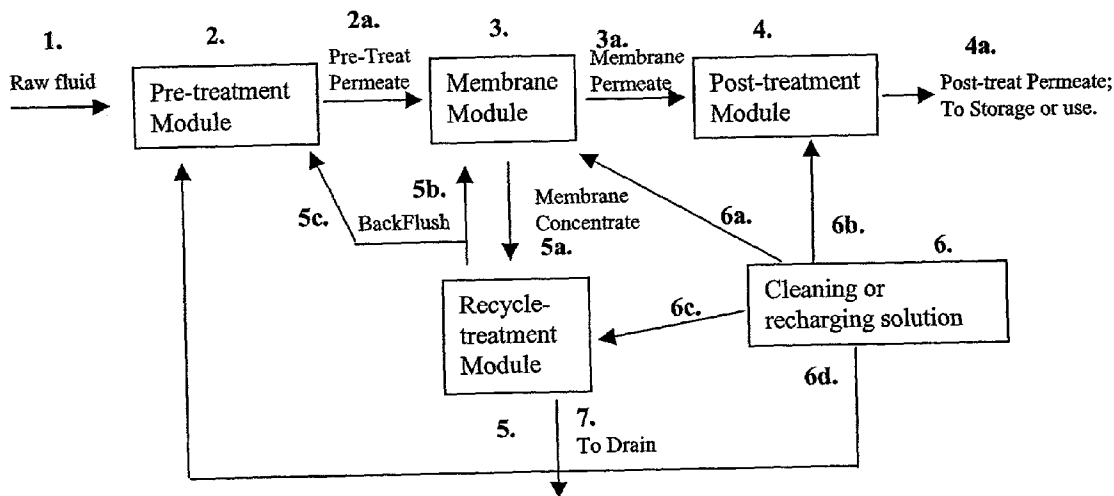 1.
Raw fluid
2.
Pre-treatment
Module
2a.
Pre-Treat
Permeate
3.
Membrane
Module
3a.
Membrane
Permeate
4.
Post-treatment
Module
4a.
Post-treat Permeate;
To Storage or use.
5c.
BackFlush
5b.
Membrane
Concentrate
5a.
6a.
6b.
6.
Cleaning or
recharging solution
Recycle-
treatment
Module
6c.
6d.
5.
7.
To Drain